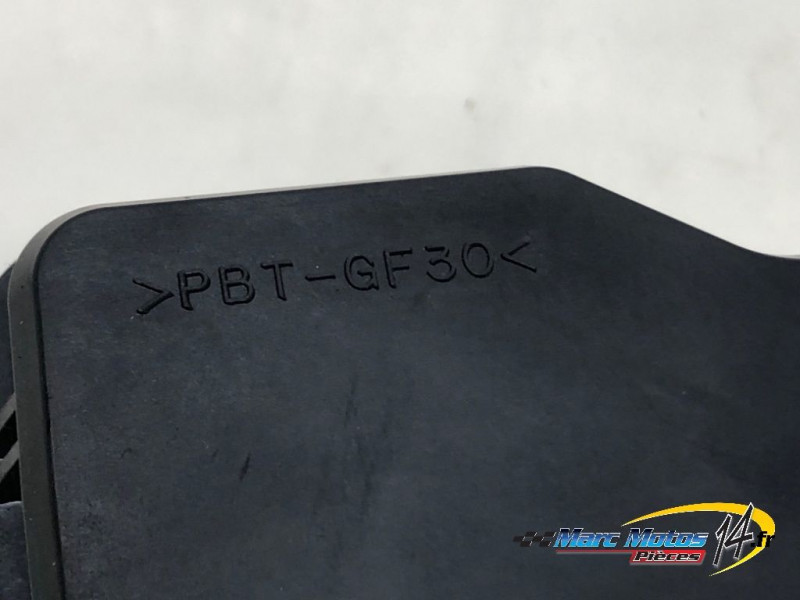 >PBT-GF30<
Marc Motos 14.fr
Pièces